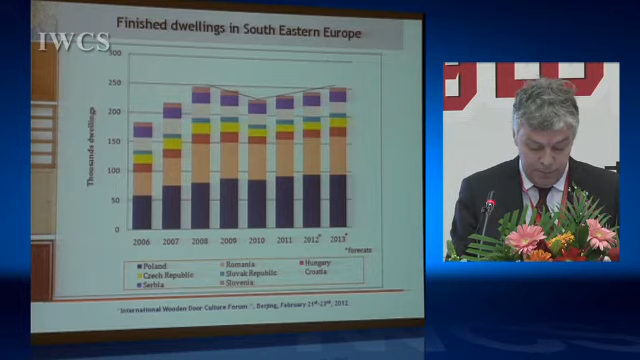 Finished dwellings in South Eastern Europe
IWCS
Thousands dwellings
300
250
200
150
100
50
0
2006 2007 2008 2009 2010 2011 2012* 2013*
*forecasts
Poland Romania Hungary
Czech Republic Slovak Republic Croatia
Serbia Slovenia
"International Wooden Door Culture Forum", Beijing, February 21st-23rd, 2012